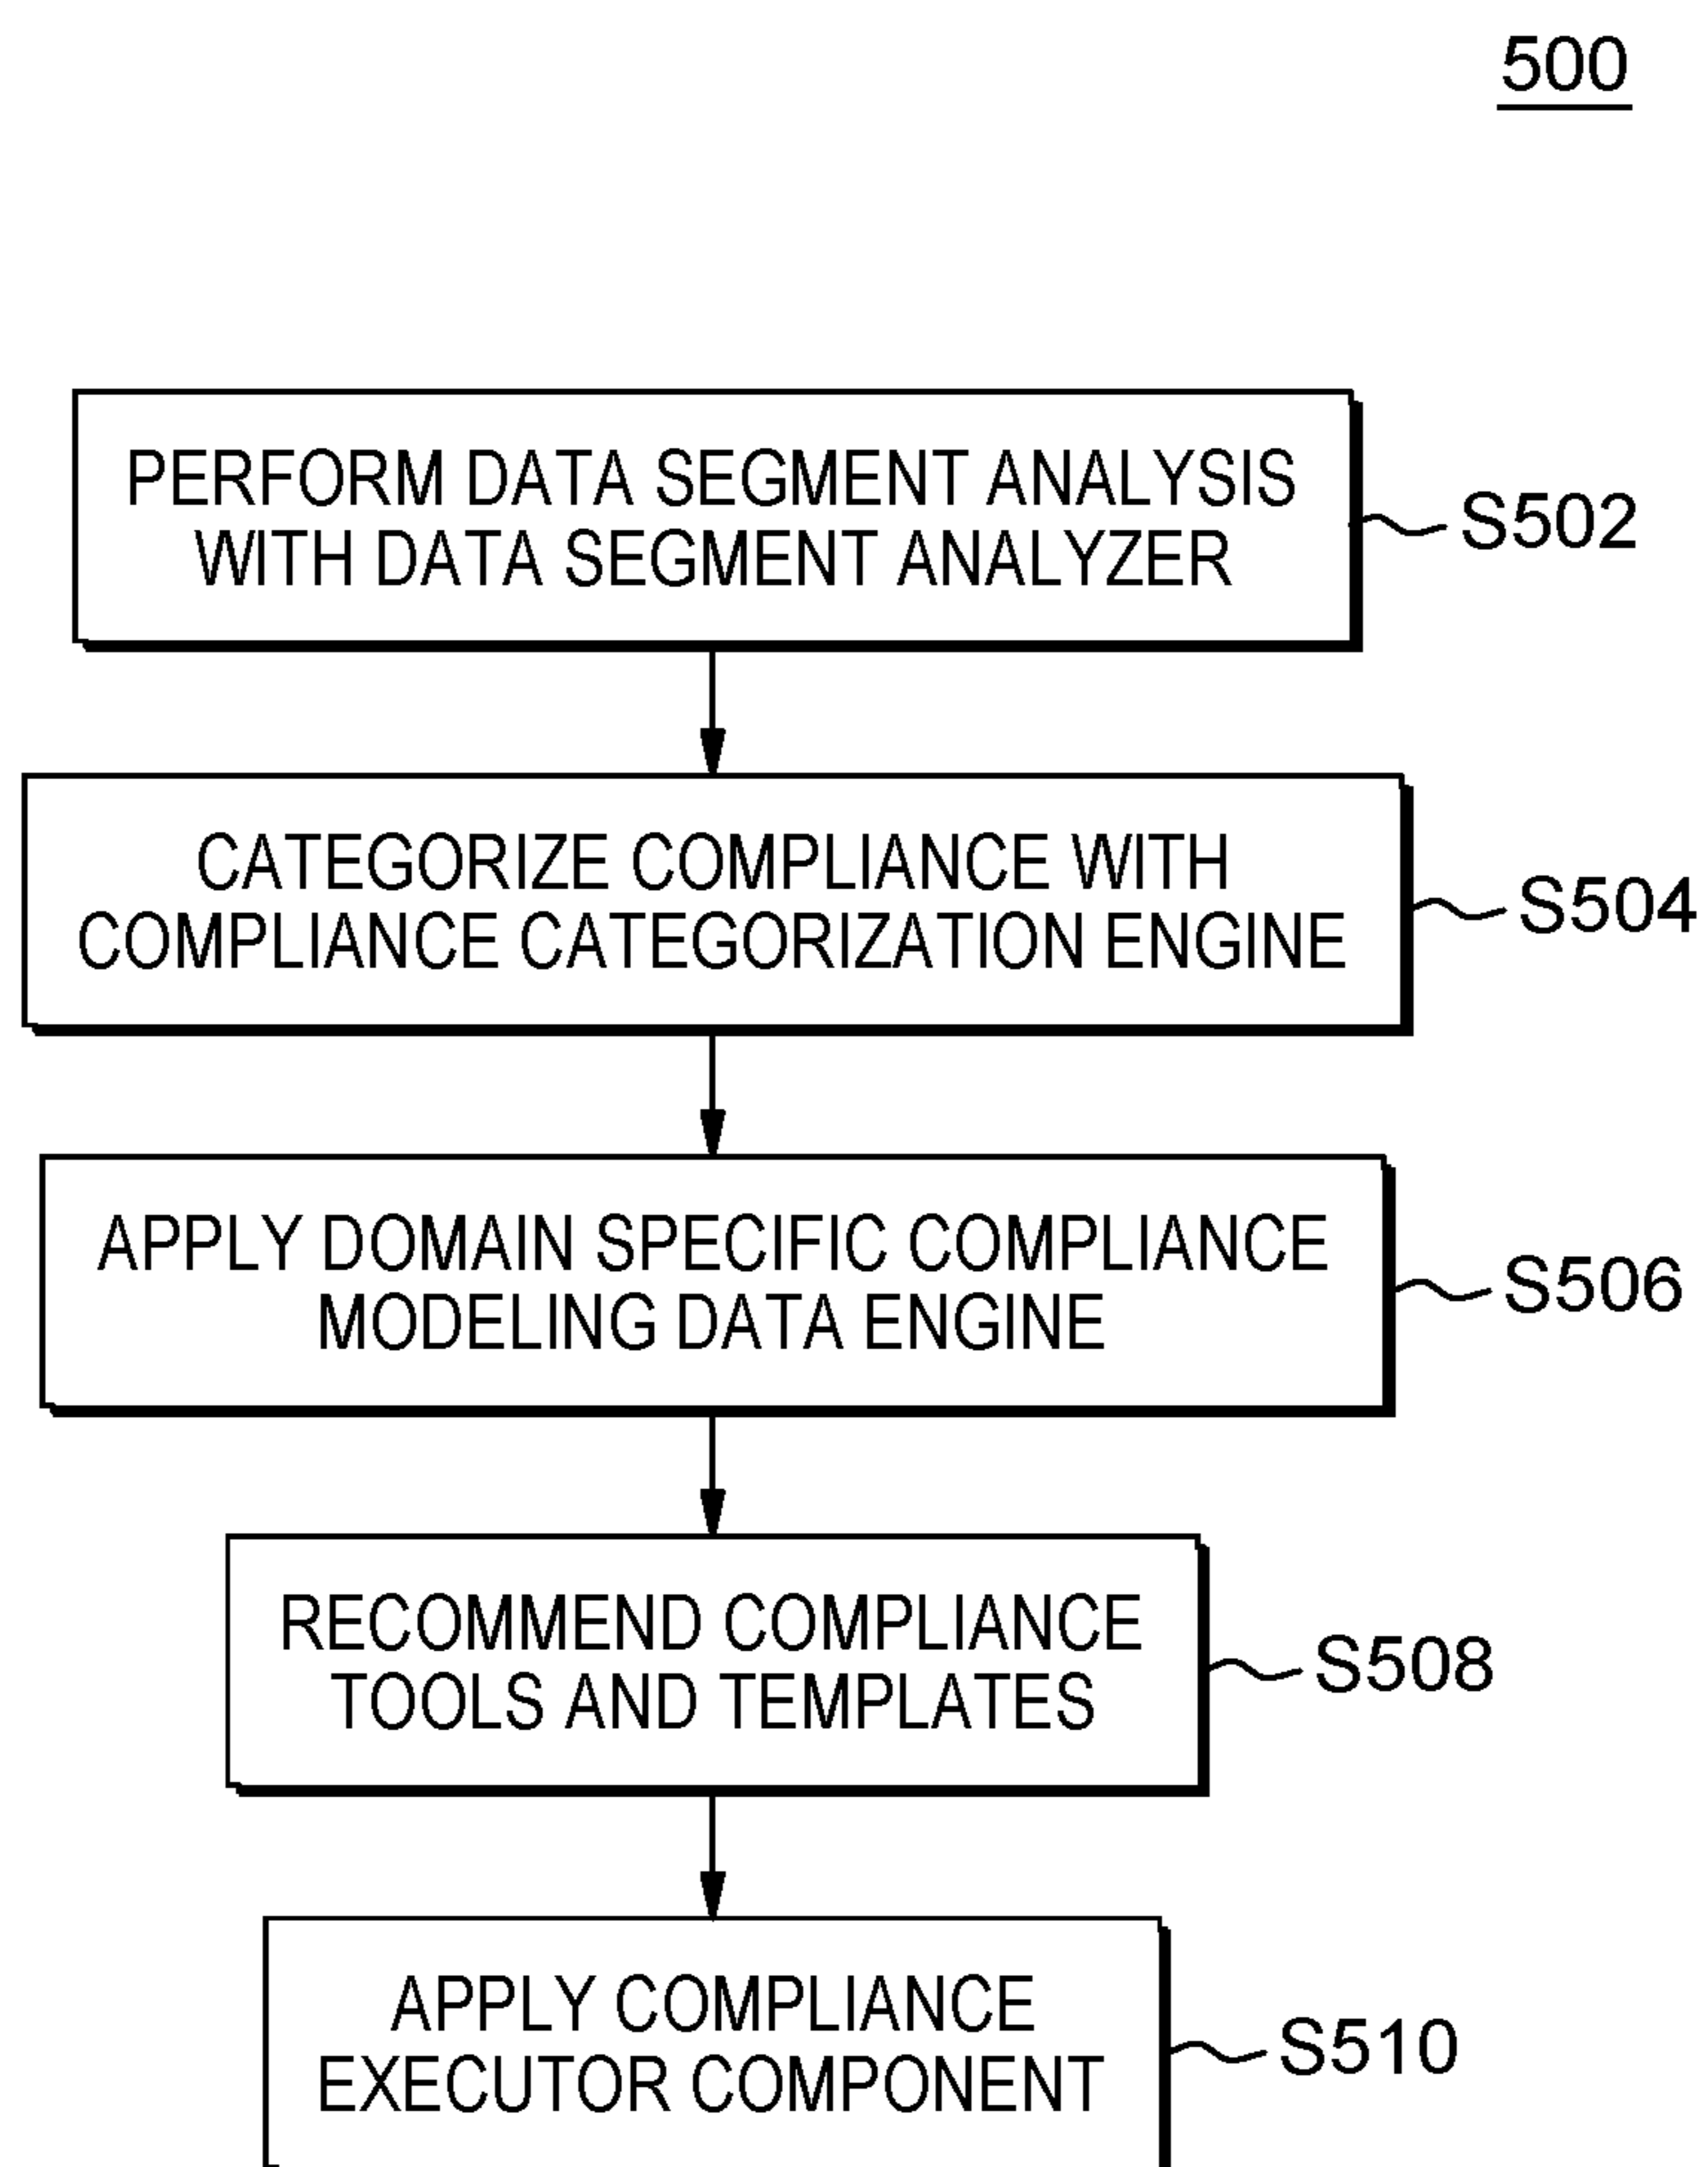 500
PERFORM DATA SEGMENT ANALYSIS
WITH DATA SEGMENT ANALYZER
S502
CATEGORIZE COMPLIANCE WITH
COMPLIANCE CATEGORIZATION ENGINE
S504
APPLY DOMAIN SPECIFIC COMPLIANCE
MODELING DATA ENGINE
S506
RECOMMEND COMPLIANCE
TOOLS AND TEMPLATES
S508
APPLY COMPLIANCE
EXECUTOR COMPONENT
S510